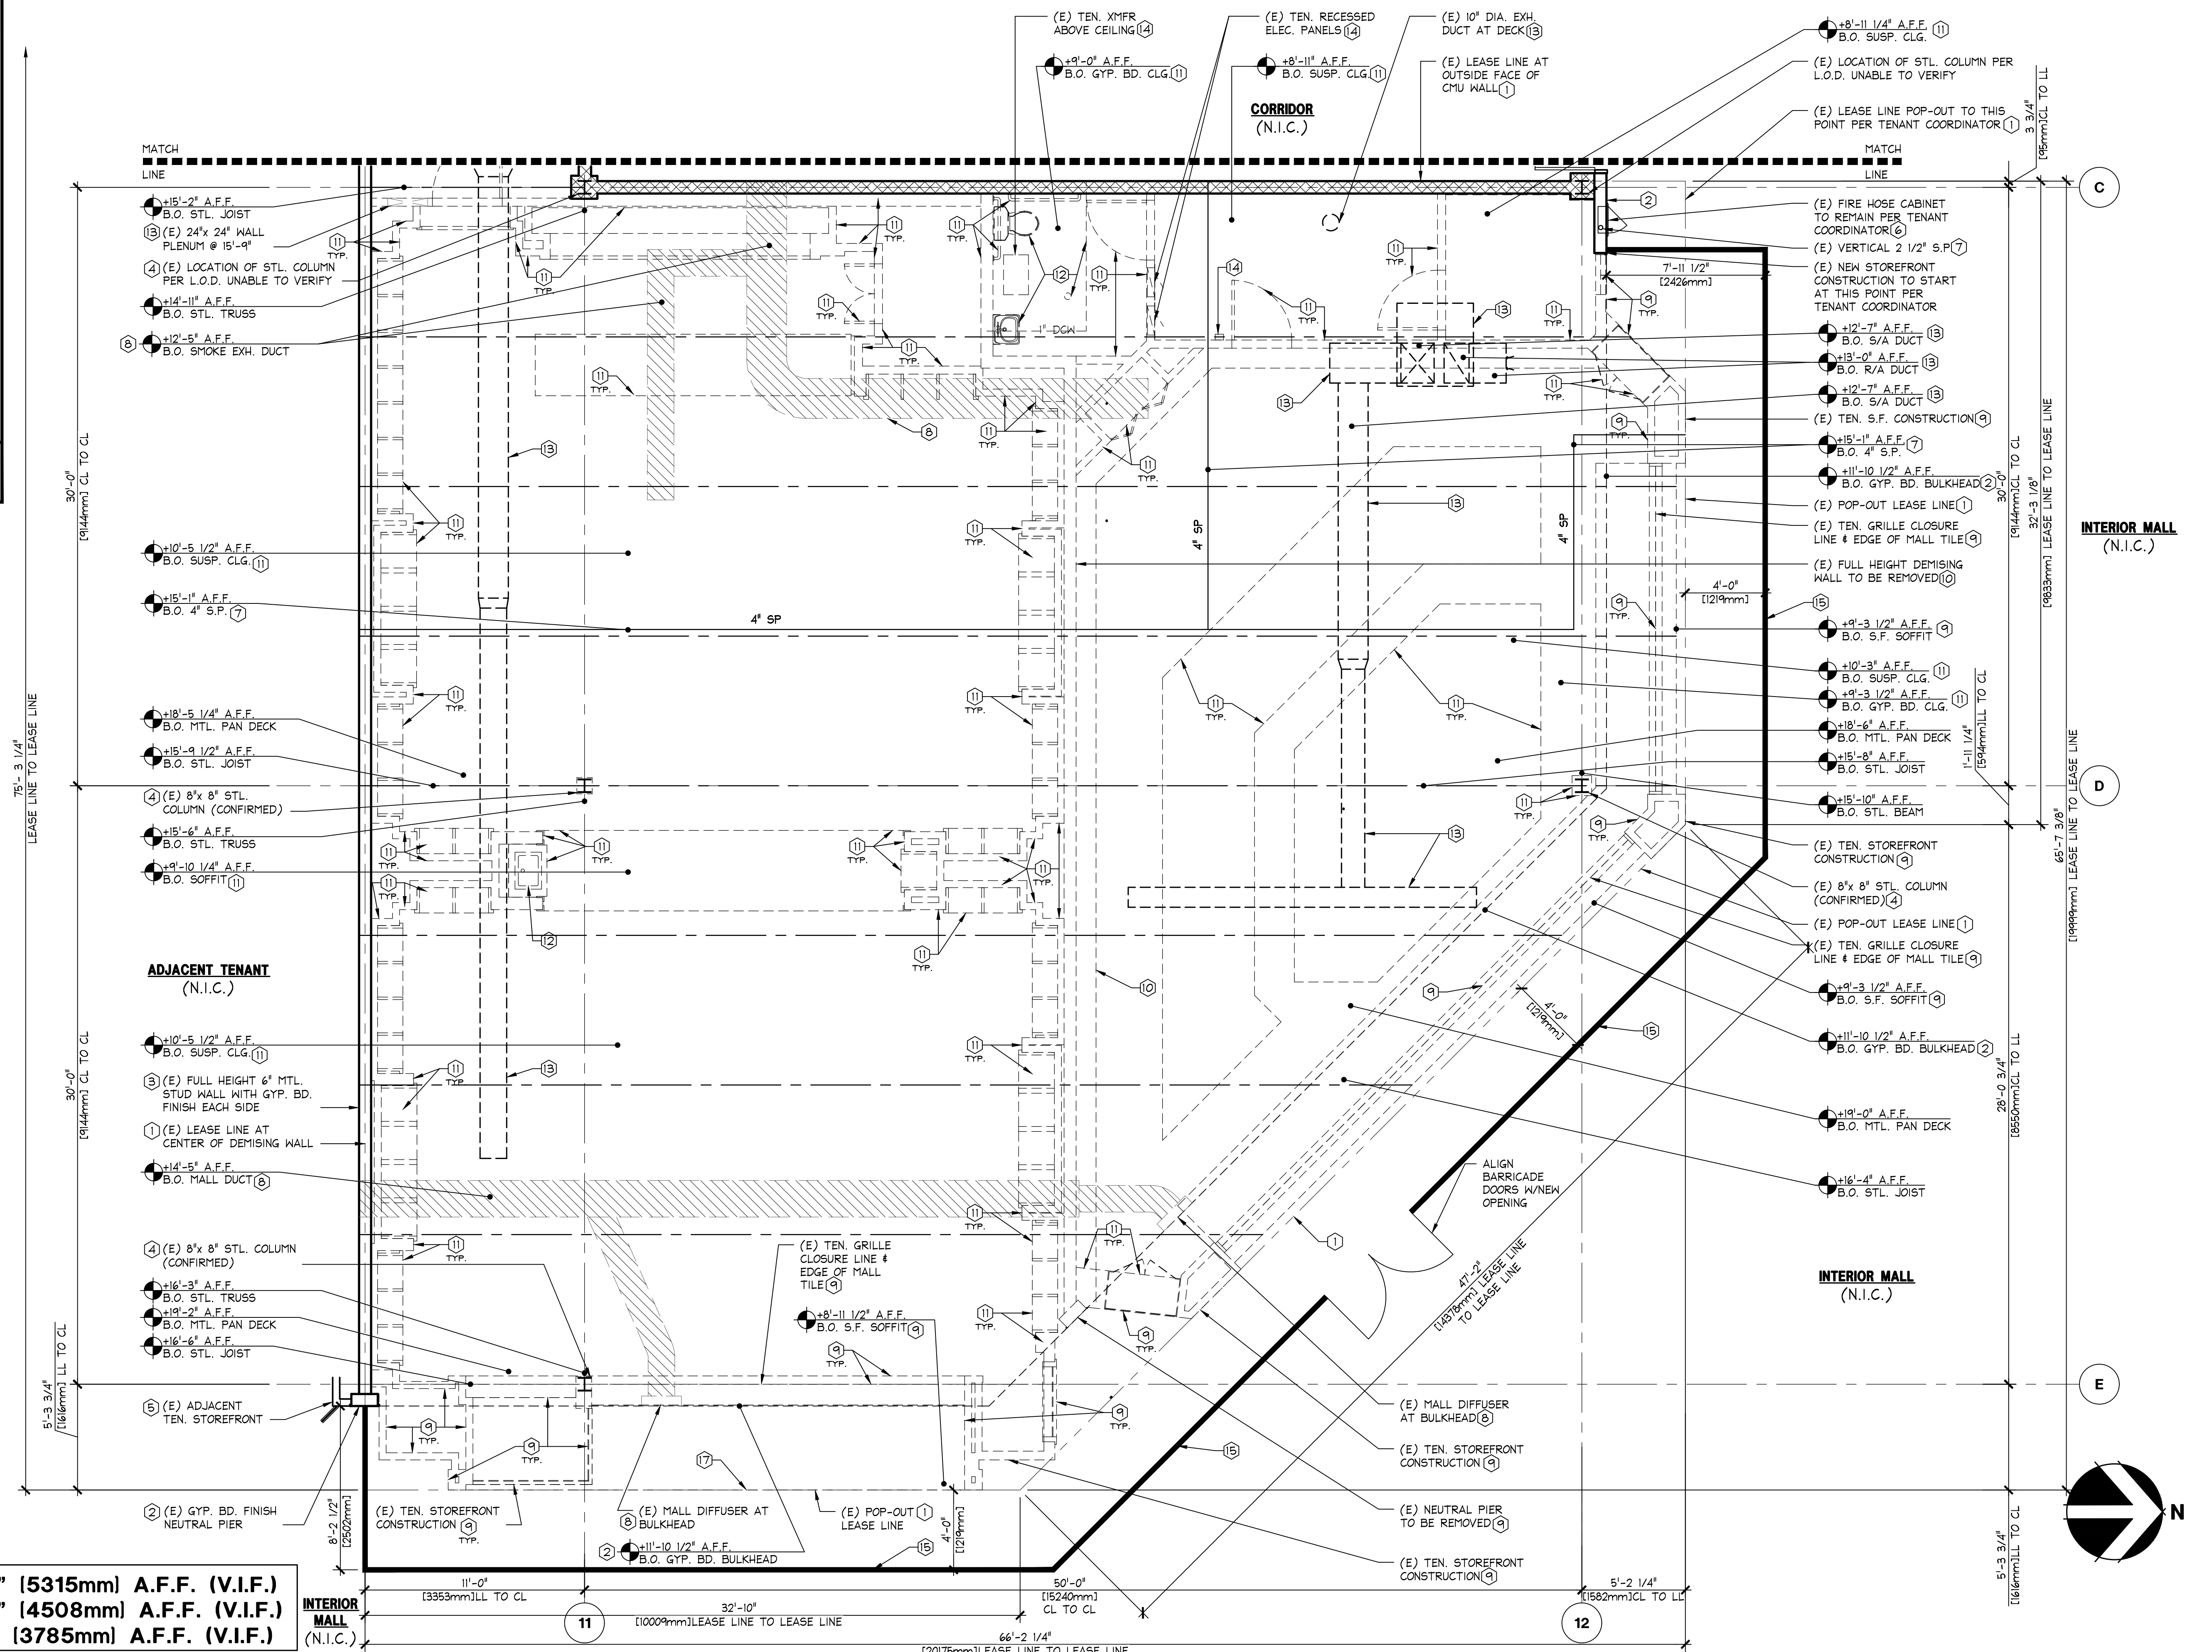 (E) TEN. XMFR
ABOVE CEILING 14
+9'-0" A.F.F.
B.O. GYP. BD. CLG. 11
(E) TEN. RECESSED
ELEC. PANELS 14
+8'-11" A.F.F.
B.O. SUSP. CLG. 11
(E) 10" DIA. EXH.
DUCT AT DECK 13
(E) LEASE LINE AT
OUTSIDE FACE OF
CMU WALL 1
CORRIDOR
(N.I.C.)
+8'-11 1/4" A.F.F. 11
B.O. SUSP. CLG.
(E) LOCATION OF STL. COLUMN PER
L.O.D. UNABLE TO VERIFY
(E) LEASE LINE POP-OUT TO THIS
POINT PER TENANT COORDINATOR 1
3 3/4"
[95mm]CL TO LL
MATCH
LINE
MATCH
LINE
C
+15'-2" A.F.F.
B.O. STL. JOIST
13 (E) 24"x 24" WALL
PLENUM @ 15'-9"
4 (E) LOCATION OF STL. COLUMN
PER L.O.D. UNABLE TO VERIFY
+14'-11" A.F.F.
B.O. STL. TRUSS
8 +12'-5" A.F.F.
B.O. SMOKE EXH. DUCT
30'-0"
[9144mm] CL TO CL
+10'-5 1/2" A.F.F.
B.O. SUSP. CLG. 11
+15'-1" A.F.F.
B.O. 4" S.P. 7
75'- 3 1/4"
LEASE LINE TO LEASE LINE
+18'-5 1/4" A.F.F.
B.O. MTL. PAN DECK
+15'-9 1/2" A.F.F.
B.O. STL. JOIST
4 (E) 8"x 8" STL.
COLUMN (CONFIRMED)
+15'-6" A.F.F.
B.O. STL. TRUSS
+9'-10 1/4" A.F.F.
B.O. SOFFIT 11
ADJACENT TENANT
(N.I.C.)
+10'-5 1/2" A.F.F.
B.O. SUSP. CLG. 11
30'-0"
[9144mm] CL TO CL
3 (E) FULL HEIGHT 6" MTL.
STUD WALL WITH GYP. BD.
FINISH EACH SIDE
1 (E) LEASE LINE AT
CENTER OF DEMISING WALL
+14'-5" A.F.F.
B.O. MALL DUCT 8
4 (E) 8"x 8" STL. COLUMN
(CONFIRMED)
+16'-3" A.F.F.
B.O. STL. TRUSS
+19'-2" A.F.F.
B.O. MTL. PAN DECK
+16'-6" A.F.F.
B.O. STL. JOIST
5'-3 3/4"
[1616mm] LL TO CL
5 (E) ADJACENT
TEN. STOREFRONT
2 (E) GYP. BD. FINISH
NEUTRAL PIER
8'-2 1/2"
[2502mm]
1" DCW
4" SP
4" SP
4" SP
11
TYP.
12
13
14
8
10
15
9
TYP.
17
1
(E) TEN. GRILLE
CLOSURE LINE &
EDGE OF MALL
TILE 9
+8'-11 1/2" A.F.F.
B.O. S.F. SOFFIT 9
(E) TEN. STOREFRONT
CONSTRUCTION 9
TYP.
(E) MALL DIFFUSER AT
8 BULKHEAD
2 +11'-10 1/2" A.F.F.
B.O. GYP. BD. BULKHEAD
(E) POP-OUT 1
LEASE LINE
4'-0"
[1219mm]
ALIGN
BARRICADE
DOORS W/NEW
OPENING
47'-2"
[14378mm] LEASE LINE
TO LEASE LINE
4'-0"
[1219mm]
(E) MALL DIFFUSER
AT BULKHEAD 8
(E) TEN. STOREFRONT
CONSTRUCTION 9
(E) NEUTRAL PIER
TO BE REMOVED 9
(E) TEN. STOREFRONT
CONSTRUCTION 9
7'-11 1/2"
[2426mm]
4'-0"
[1219mm]
2
(E) FIRE HOSE CABINET
TO REMAIN PER TENANT
COORDINATOR 6
(E) VERTICAL 2 1/2" S.P 7
(E) NEW STOREFRONT
CONSTRUCTION TO START
AT THIS POINT PER
TENANT COORDINATOR
+12'-7" A.F.F. 13
B.O. S/A DUCT
+13'-0" A.F.F. 13
B.O. R/A DUCT
+12'-7" A.F.F. 13
B.O. S/A DUCT
(E) TEN. S.F. CONSTRUCTION 9
+15'-1" A.F.F. 7
B.O. 4" S.P.
+11'-10 1/2" A.F.F.
B.O. GYP. BD. BULKHEAD 2
(E) POP-OUT LEASE LINE 1
(E) TEN. GRILLE CLOSURE
LINE & EDGE OF MALL TILE 9
(E) FULL HEIGHT DEMISING
WALL TO BE REMOVED 10
+9'-3 1/2" A.F.F. 9
B.O. S.F. SOFFIT
+10'-3" A.F.F. 11
B.O. SUSP. CLG.
+9'-3 1/2" A.F.F. 11
B.O. GYP. BD. CLG.
+18'-6" A.F.F.
B.O. MTL. PAN DECK
+15'-8" A.F.F.
B.O. STL. JOIST
+15'-10" A.F.F.
B.O. STL. BEAM
(E) TEN. STOREFRONT
CONSTRUCTION 9
(E) 8"x 8" STL. COLUMN
(CONFIRMED) 4
(E) POP-OUT LEASE LINE 1
(E) TEN. GRILLE CLOSURE
LINE & EDGE OF MALL TILE 9
+9'-3 1/2" A.F.F.
B.O. S.F. SOFFIT 9
+11'-10 1/2" A.F.F.
B.O. GYP. BD. BULKHEAD 2
+19'-0" A.F.F.
B.O. MTL. PAN DECK
+16'-4" A.F.F.
B.O. STL. JOIST
INTERIOR MALL
(N.I.C.)
INTERIOR MALL
(N.I.C.)
30'-0"
[9144mm]CL TO CL
32'-3 1/8"
[9833mm] LEASE LINE TO LEASE LINE
1'-11 1/4"
[594mm]LL TO CL
D
65'-7 3/8"
[19999mm] LEASE LINE TO LEASE LINE
28'-0 3/4"
[8550mm]CL TO LL
E
5'-3 3/4"
[1616mm]LL TO CL
N
" [5315mm] A.F.F. (V.I.F.)
" [4508mm] A.F.F. (V.I.F.)
[3785mm] A.F.F. (V.I.F.)
INTERIOR
MALL
(N.I.C.)
11'-0"
[3353mm]LL TO CL
11
50'-0"
[15240mm]
CL TO CL
12
5'-2 1/4"
[1582mm]CL TO LL
32'-10"
[10009mm]LEASE LINE TO LEASE LINE
66'-2 1/4"
[20175mm]LEASE LINE TO LEASE LINE